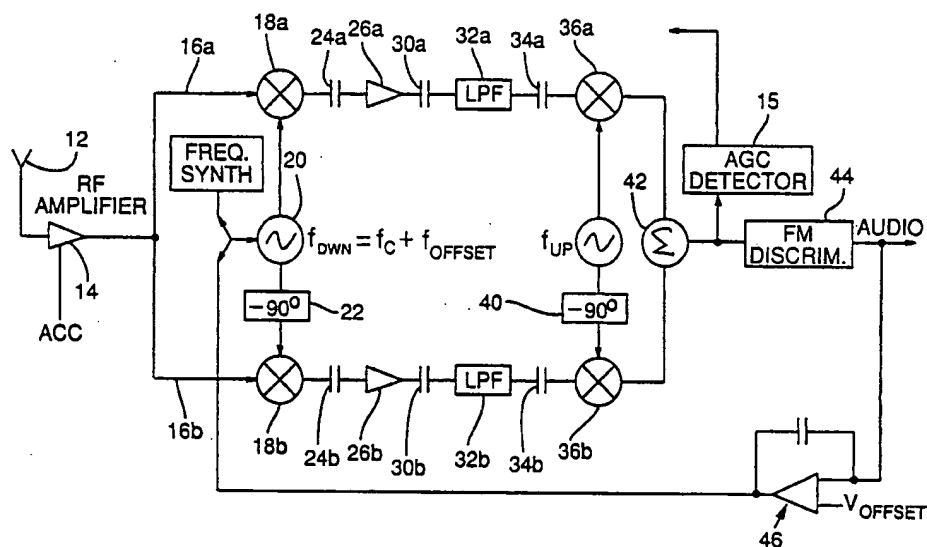 18a
26a
32a
36a
16a
24a
30a
34a
LPF
15
12
FREQ.
SYNTH
20
AGC
DETECTOR
44
RF
AMPLIFIER
42
AUDIO
f_DWN = f_C + f_OFFSET
f_UP
Σ
FM
DISCRIM.
14
-90º
22
40
-90º
ACC
LPF
16b
18b
24b
26b
30b
32b
34b
36b
V_OFFSET
46